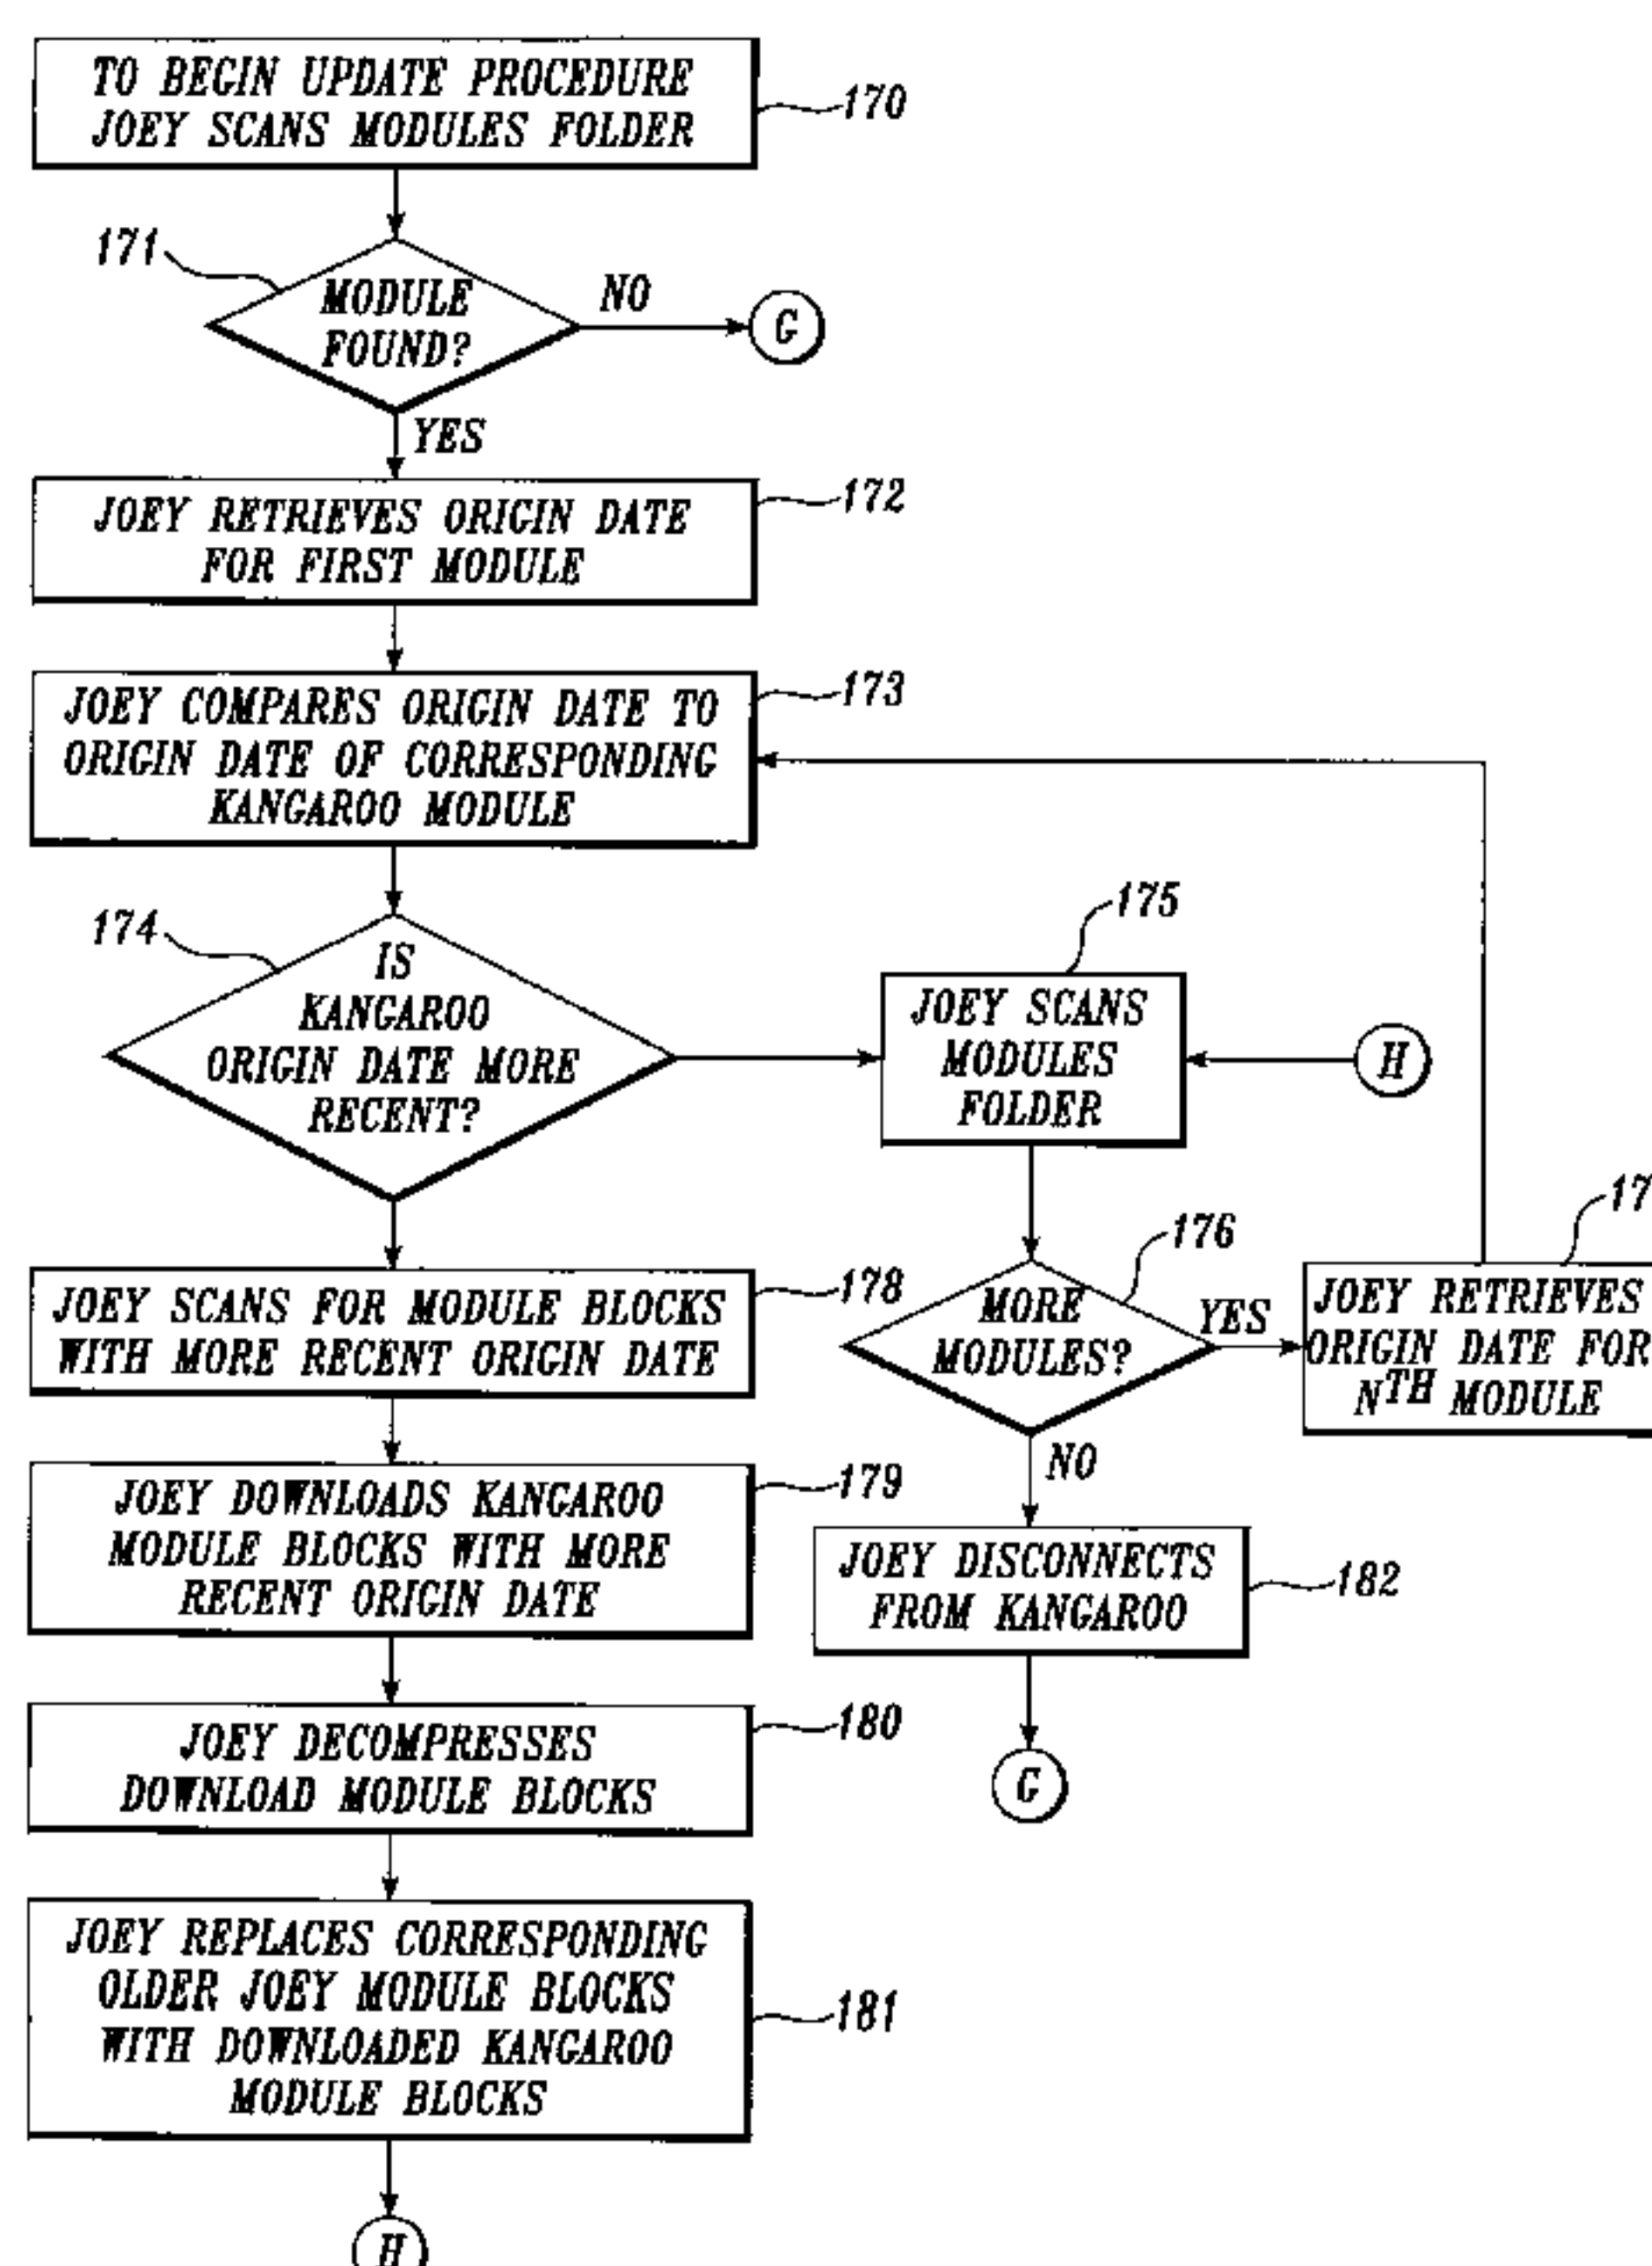 TO BEGIN UPDATE PROCEDURE
JOEY SCANS MODULES FOLDER
170
171
MODULE
FOUND?
NO
G
YES
JOEY RETRIEVES ORIGIN DATE
FOR FIRST MODULE
172
JOEY COMPARES ORIGIN DATE TO
ORIGIN DATE OF CORRESPONDING
KANGAROO MODULE
173
174
IS
KANGAROO
ORIGIN DATE MORE
RECENT?
175
JOEY SCANS
MODULES
FOLDER
H
176
MORE
MODULES?
YES
17
JOEY RETRIEVES
ORIGIN DATE FOR
NTH MODULE
NO
JOEY DISCONNECTS
FROM KANGAROO
182
G
JOEY SCANS FOR MODULE BLOCKS
WITH MORE RECENT ORIGIN DATE
178
JOEY DOWNLOADS KANGAROO
MODULE BLOCKS WITH MORE
RECENT ORIGIN DATE
179
JOEY DECOMPRESSES
DOWNLOAD MODULE BLOCKS
180
JOEY REPLACES CORRESPONDING
OLDER JOEY MODULE BLOCKS
WITH DOWNLOADED KANGAROO
MODULE BLOCKS
181
H